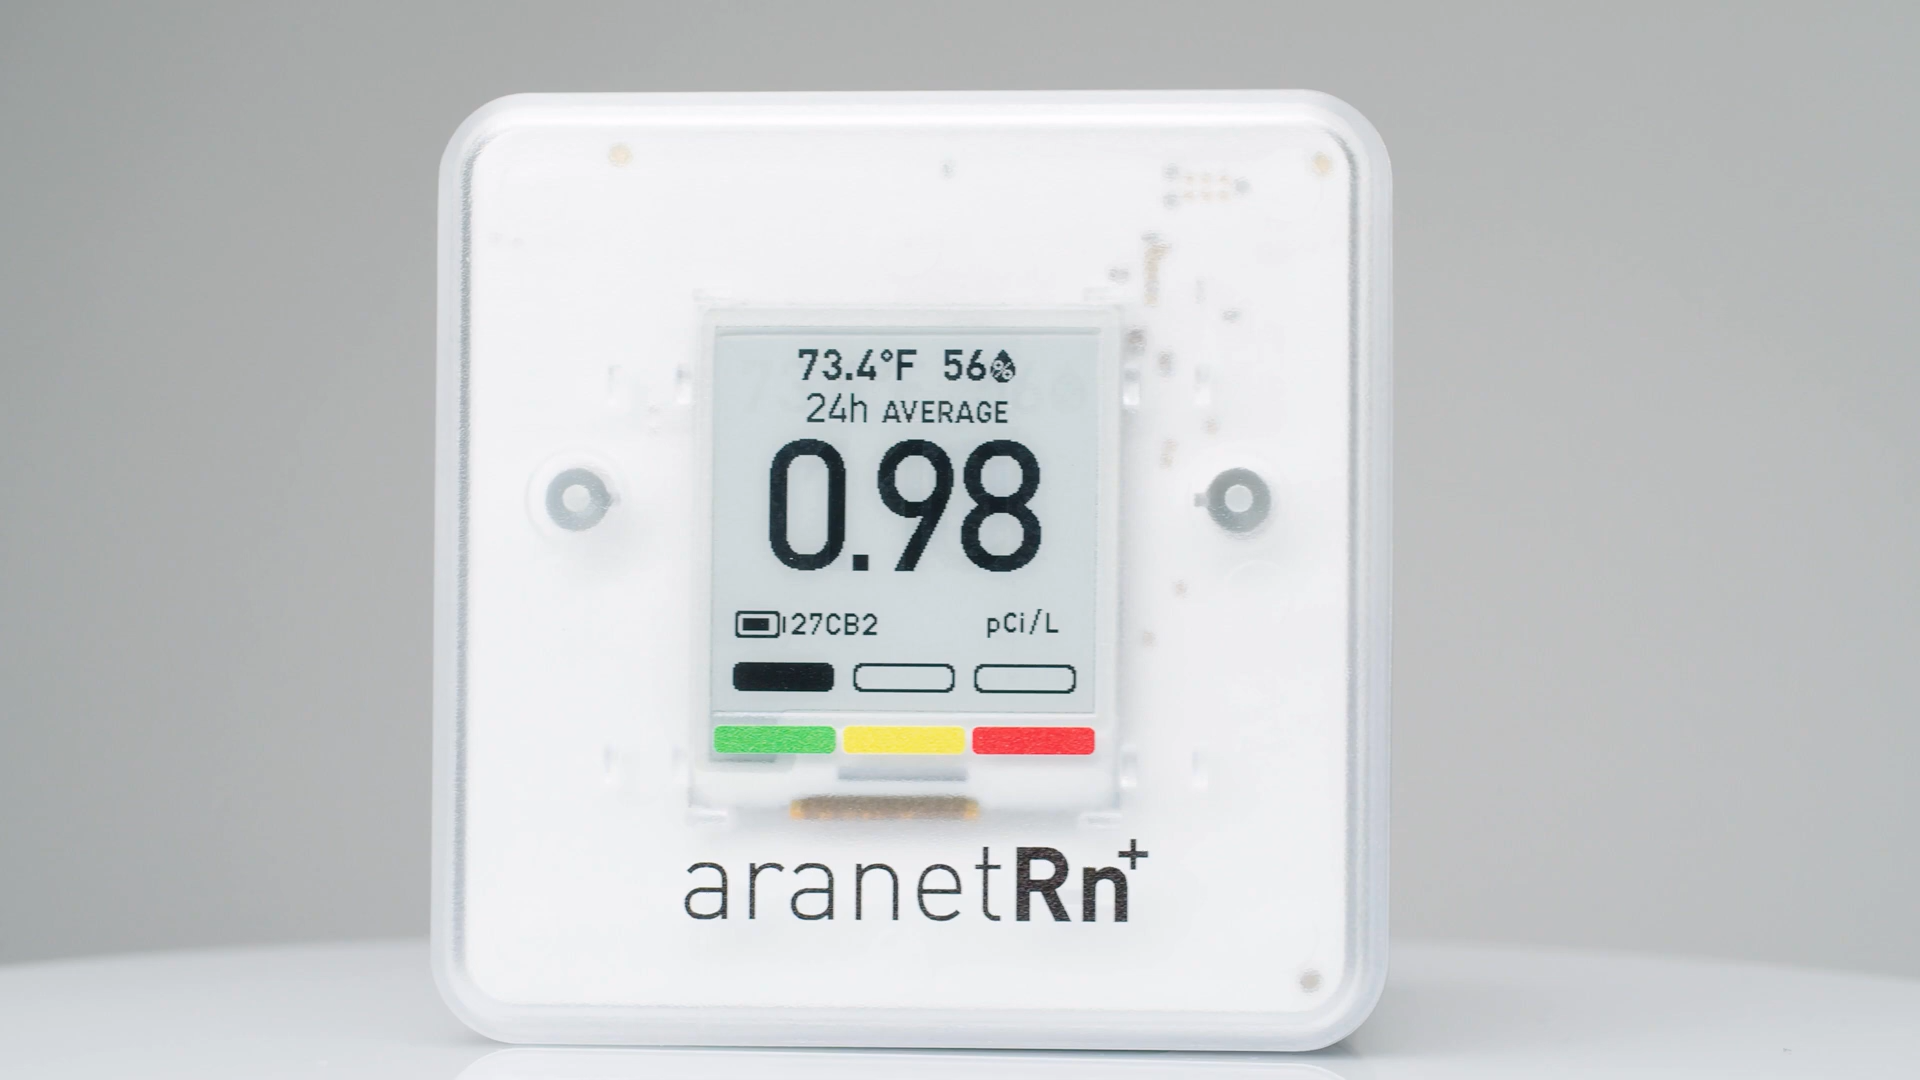 73.4°F 56%
24h AVERAGE
0.98
27CB2 pCi/L
aranetRn+